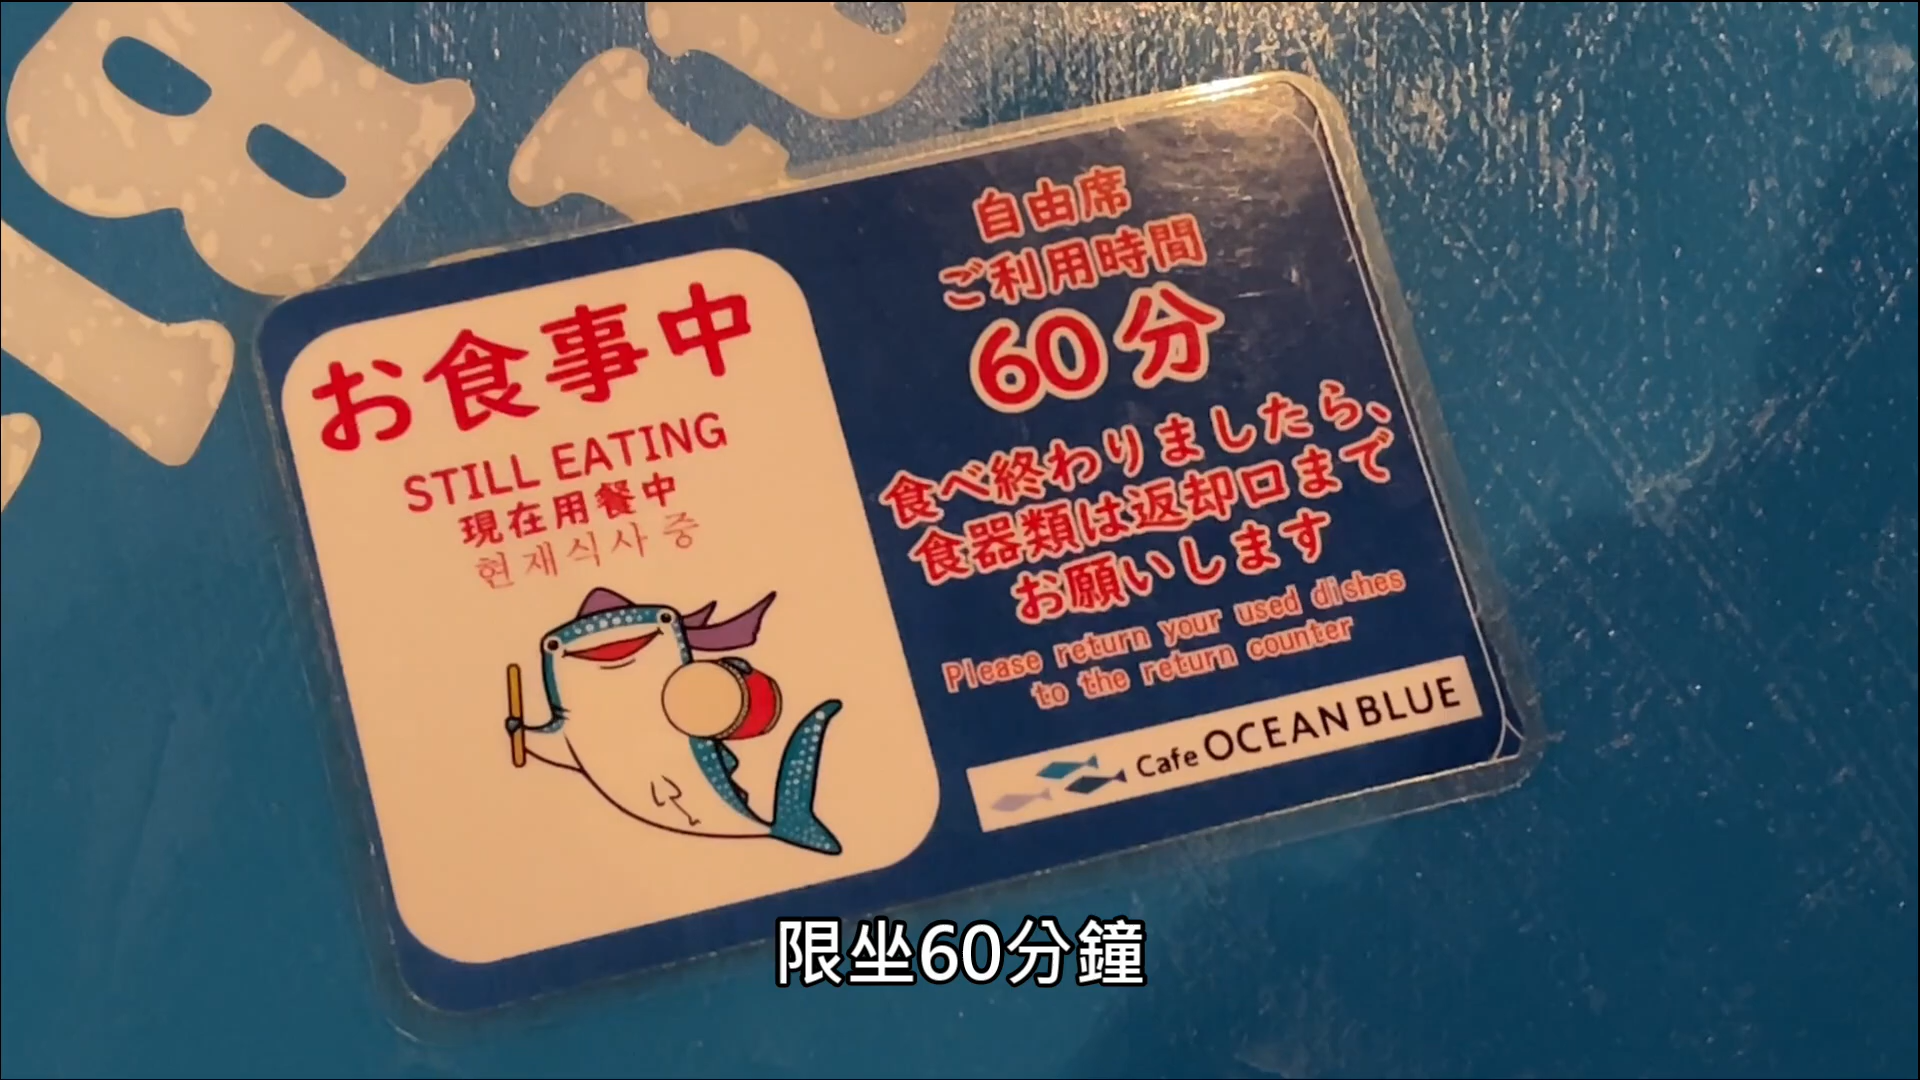 お食事中
STILL EATING
現在用餐中
현재식사중
自由席
ご利用時間
60分
食べ終わりましたら、
食器類は返却口まで
お願いします
Please return your used dishes
to the return counter
Cafe OCEAN BLUE
限坐60分鐘